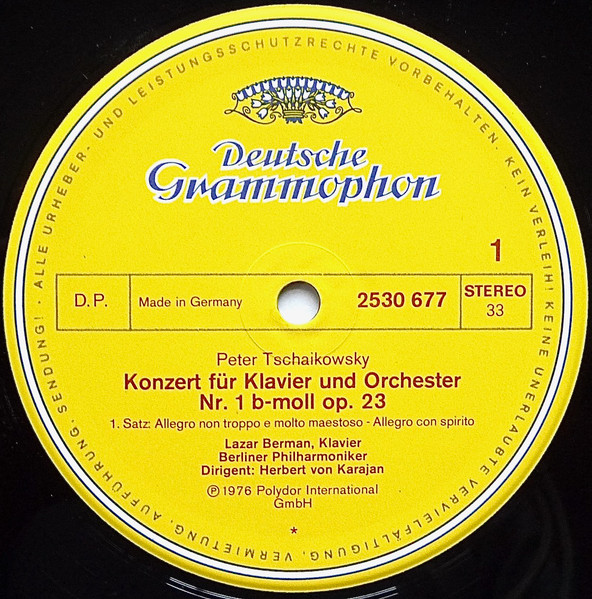 Deutsche
Grammophon
1
D.P.
Made in Germany
2530 677
STEREO
33
Peter Tschaikowsky
Konzert für Klavier und Orchester
Nr. 1 b-moll op. 23
1. Satz: Allegro non troppo e molto maestoso - Allegro con spirito
Lazar Berman, Klavier
Berliner Philharmoniker
Dirigent: Herbert von Karajan
Ⓟ 1976 Polydor International
GmbH
*
· ALLE URHEBER- UND LEISTUNGSSCHUTZRECHTE VORBEHALTEN. KEIN VERLEIH! KEINE UNERLAUBTE VERVIELFÄLTIGUNG, VERMIETUNG, AUFFÜHRUNG, SENDUNG!